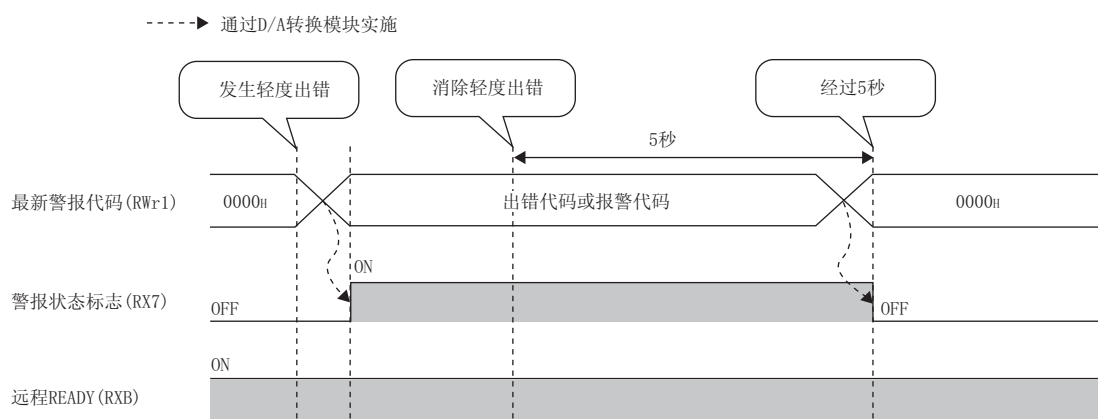 通过D/A转换模块实施
发生轻度出错
消除轻度出错
经过5秒
5秒
最新警报代码(RWr1)
0000H
出错代码或报警代码
0000H
ON
警报状态标志(RX7)
OFF
OFF
ON
远程READY(RXB)